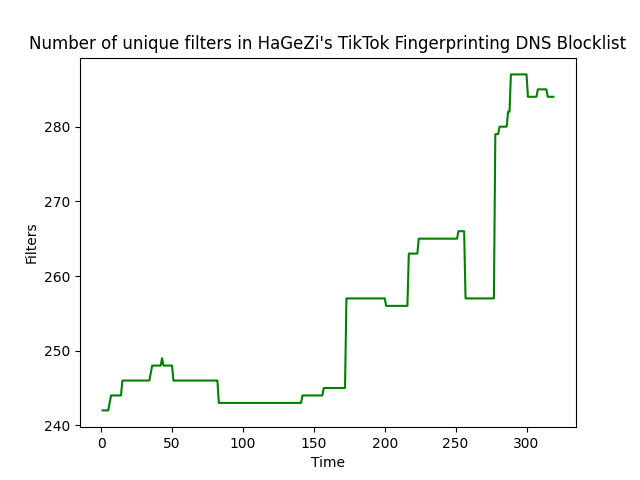 Number of unique filters in HaGeZi's TikTok Fingerprinting DNS Blocklist
280
270
260
250
240
Filters
0 50 100 150 200 250 300
Time